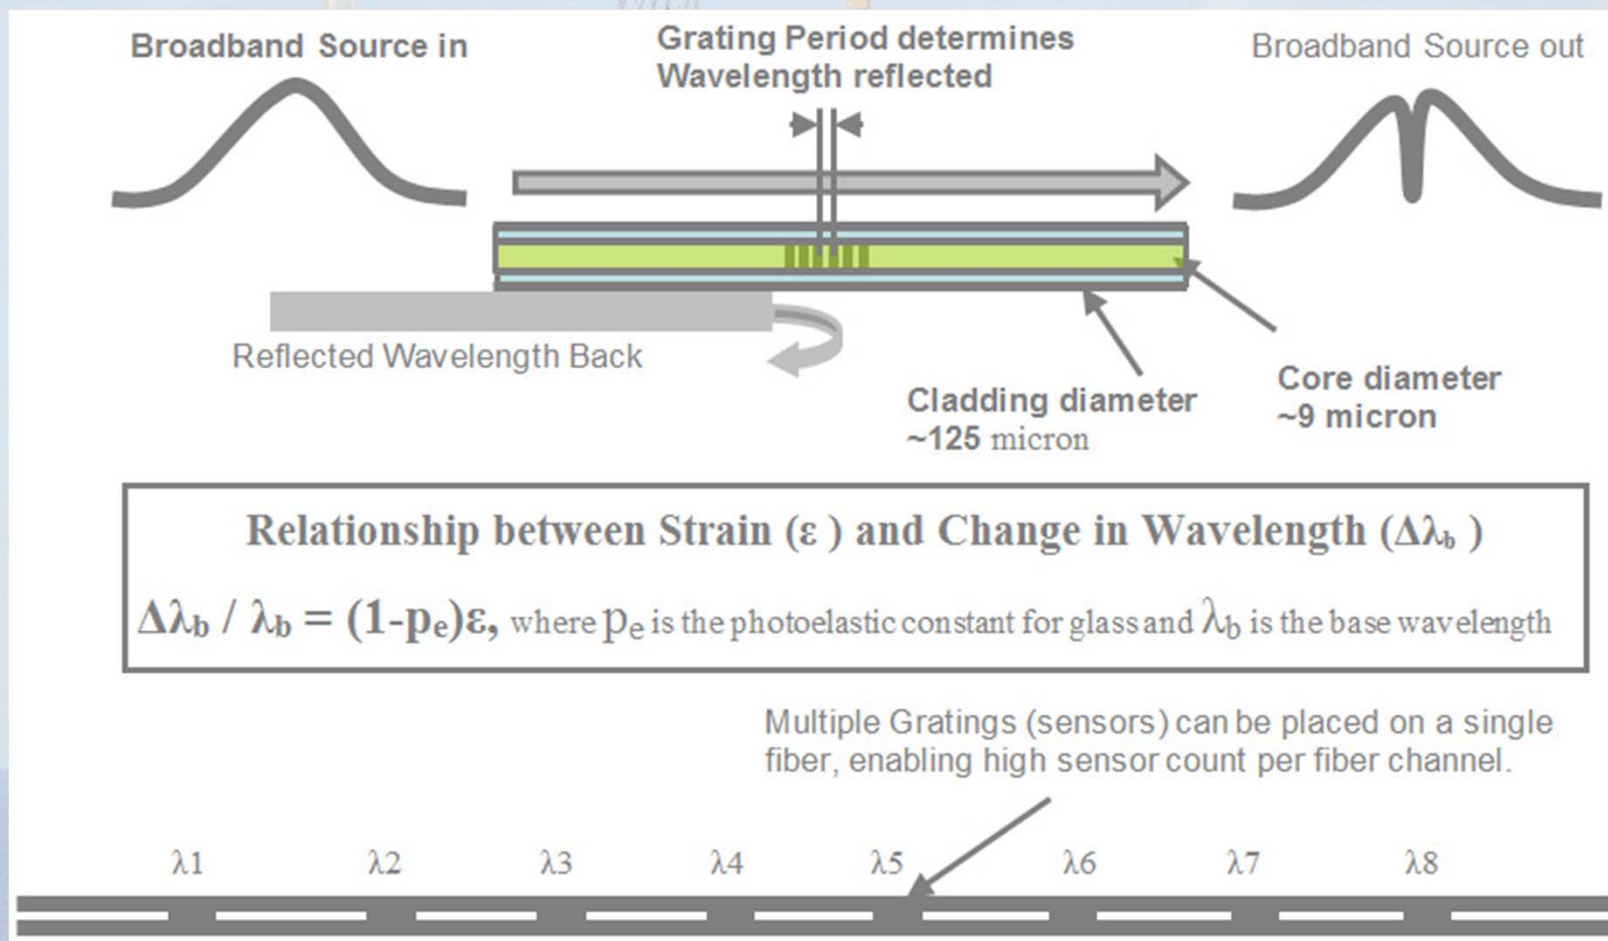 Broadband Source in
Grating Period determines
Wavelength reflected
Broadband Source out
Reflected Wavelength Back
Cladding diameter
~125 micron
Core diameter
~9 micron
Relationship between Strain (ε ) and Change in Wavelength (Δλb )
Δλb / λb = (1-pe)ε, where pe is the photoelastic constant for glass and λb is the base wavelength
Multiple Gratings (sensors) can be placed on a single
fiber, enabling high sensor count per fiber channel.
λ1 λ2 λ3 λ4 λ5 λ6 λ7 λ8